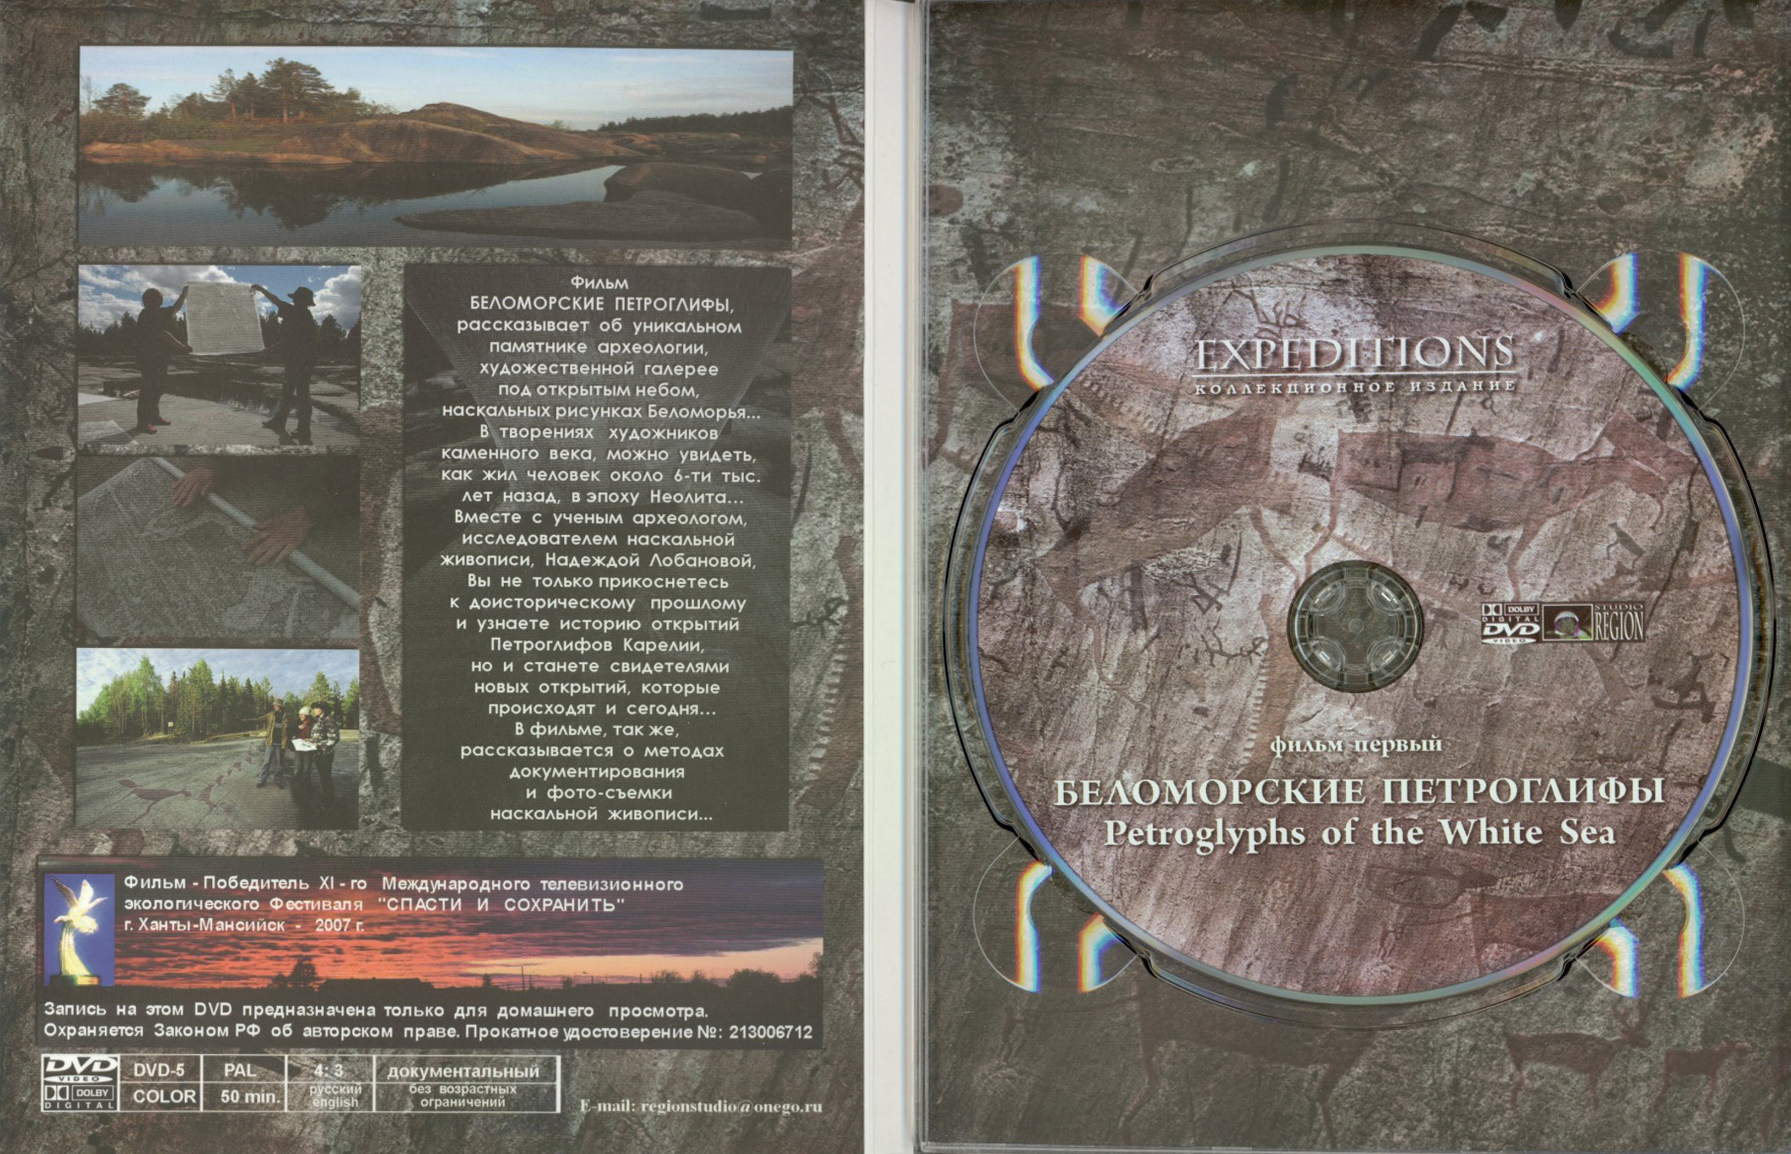 Фильм
БЕЛОМОРСКИЕ ПЕТРОГЛИФЫ,
рассказывает об уникальном
памятнике археологии,
художественной галерее
под открытым небом,
наскальных рисунках Беломорья...
В творениях художников
каменного века, можно увидеть,
как жил человек около 6-ти тыс.
лет назад, в эпоху Неолита...
Вместе с ученым археологом,
исследователем наскальной
живописи, Надеждой Лобановой,
Вы не только прикоснетесь
к доисторическому прошлому
и узнаете историю открытий
Петроглифов Карелии,
но и станете свидетелями
новых открытий, которые
происходят и сегодня...
В фильме, так же,
рассказывается о методах
документирования
и фото-съемки
наскальной живописи...
Фильм - Победитель XI - го Международного телевизионного
экологического Фестиваля "СПАСТИ И СОХРАНИТЬ"
г. Ханты-Мансийск - 2007 г.
Запись на этом DVD предназначена только для домашнего просмотра.
Охраняется Законом РФ об авторском праве. Прокатное удостоверение №: 213006712
DVD VIDEO
DOLBY DIGITAL
DVD-5
PAL
4: 3
документальный
COLOR
50 min.
русский
english
без возрастных
ограничений
E-mail: regionstudio@onego.ru
EXPEDITIONS
КОЛЛЕКЦИОННОЕ ИЗДАНИЕ
DOLBY
DIGITAL
DVD
VIDEO
STUDIO
REGION
фильм первый
БЕЛОМОРСКИЕ ПЕТРОГЛИФЫ
Petroglyphs of the White Sea